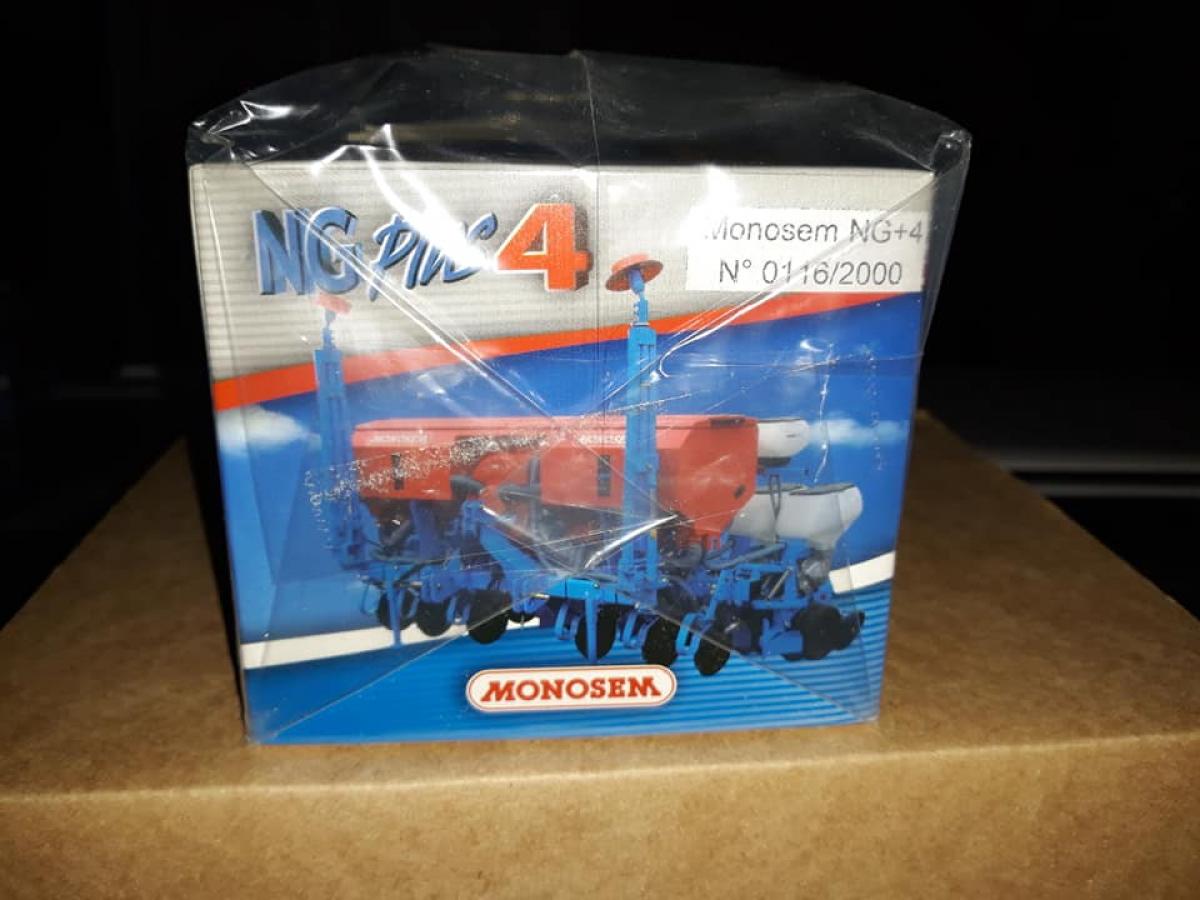 NG Plus 4
Monosem NG+4
N° 0116/2000
MONOSEM